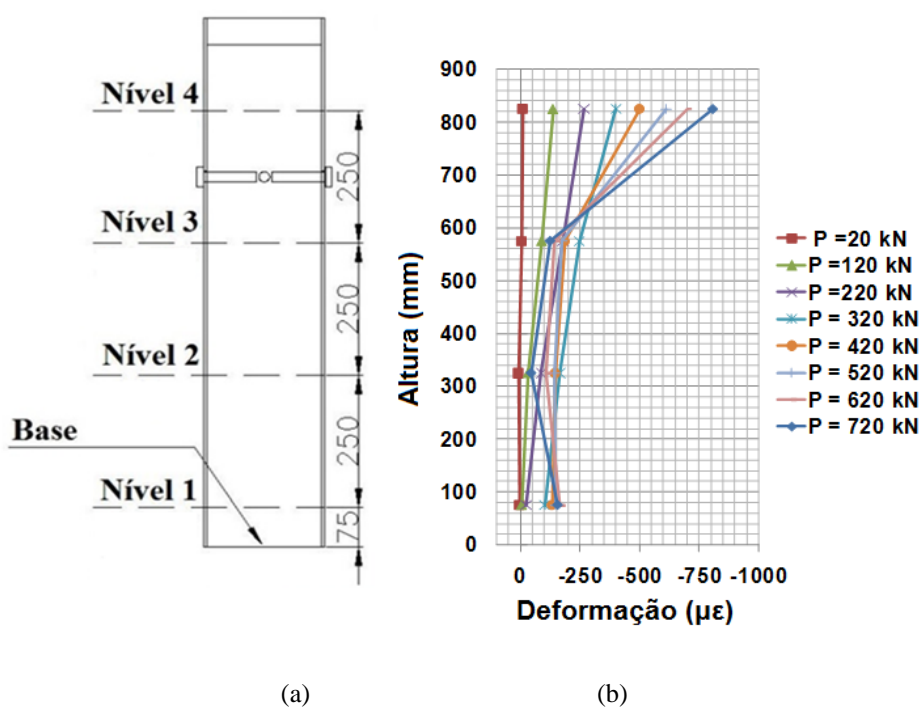 Nível 4
250
Nível 3
250
Nível 2
250
Base
Nível 1
75
900
800
700
600
500
400
300
200
100
0
Altura (mm)
0 -250 -500 -750 -1000
Deformação (με)
P =20 kN
P =120 kN
P =220 kN
P = 320 kN
P = 420 kN
P = 520 kN
P = 620 kN
P = 720 kN
(a) (b)